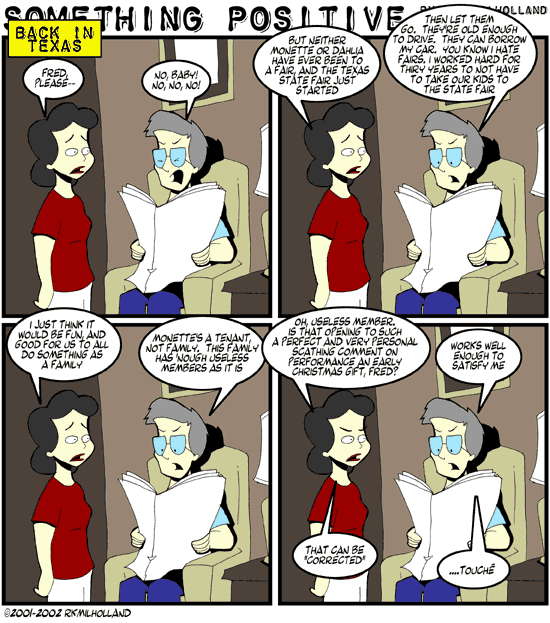 SOMETHING POSITIVE BY HOLLAND
BACK IN
TEXAS
FRED,
PLEASE--
NO, BABY!
NO, NO, NO!
BUT NEITHER
MONETTE OR DAHLIA
HAVE EVER BEEN TO
A FAIR, AND THE TEXAS
STATE FAIR JUST
STARTED
THEN LET THEM
GO. THEY'RE OLD ENOUGH
TO DRIVE. THEY CAN BORROW
MY CAR. YOU KNOW I HATE
FAIRS, I WORKED HARD FOR
THIRY YEARS TO NOT HAVE
TO TAKE OUR KIDS TO
THE STATE FAIR
I JUST THINK IT
WOULD BE FUN, AND
GOOD FOR US TO ALL
DO SOMETHING AS
A FAMILY
MONETTE'S A TENANT,
NOT FAMILY. THIS FAMILY
HAS 'NOUGH USELESS
MEMBERS AS IT IS
OH, USELESS MEMBER,
IS THAT OPENING TO SUCH
A PERFECT AND VERY PERSONAL
SCATHING COMMENT ON
PERFORMANCE AN EARLY
CHRISTMAS GIFT, FRED?
WORKS WELL
ENOUGH TO
SATISFY ME
THAT CAN BE
"CORRECTED"
....TOUCHÉ
©2001-2002 RKMILHOLLAND